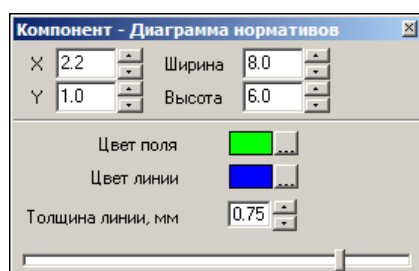 Компонент - Диаграмма нормативов
X 2.2 Ширина 8.0
Y 1.0 Высота 6.0
Цвет поля ...
Цвет линии ...
Толщина линии, мм 0.75